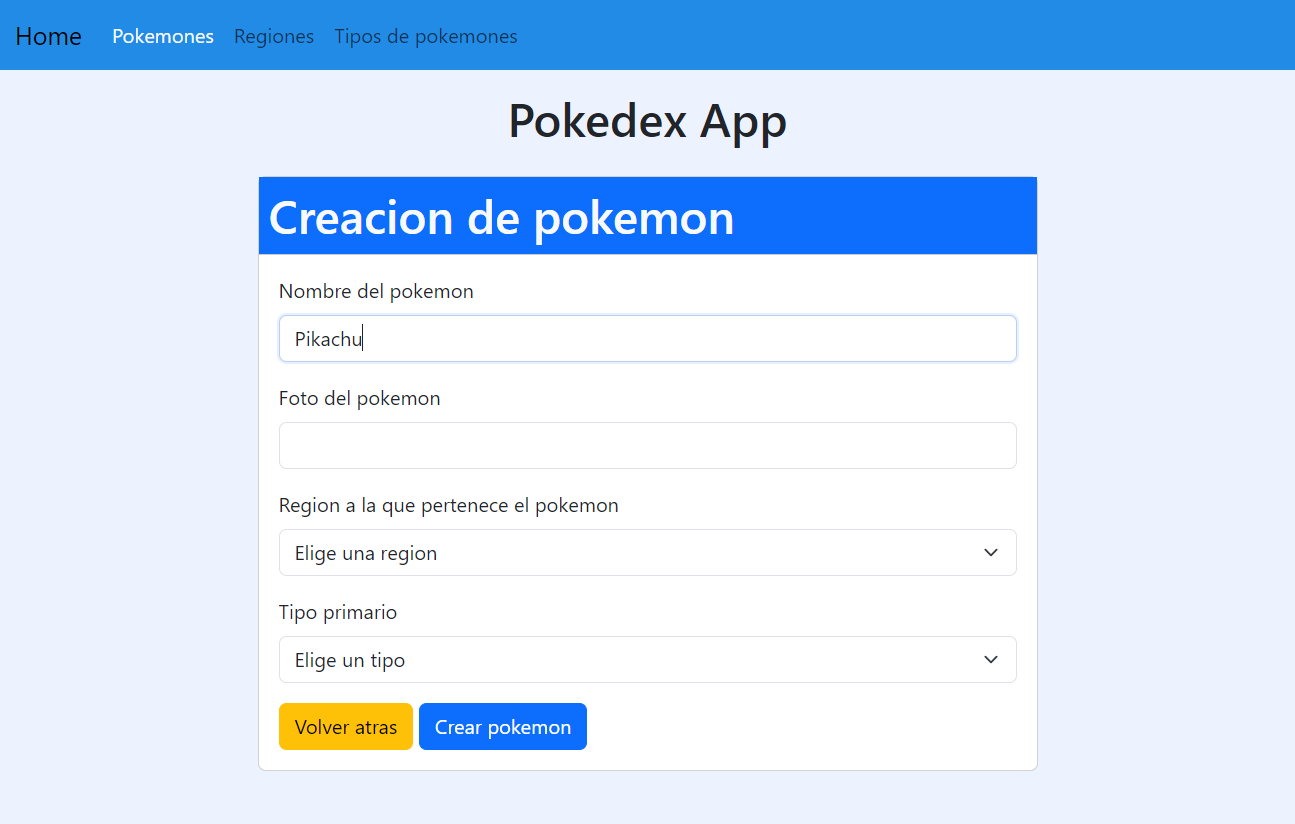 Home Pokemones Regiones Tipos de pokemones
Pokedex App
Creacion de pokemon
Nombre del pokemon
Pikachu
Foto del pokemon
Region a la que pertenece el pokemon
Elige una region
Tipo primario
Elige un tipo
Volver atras Crear pokemon